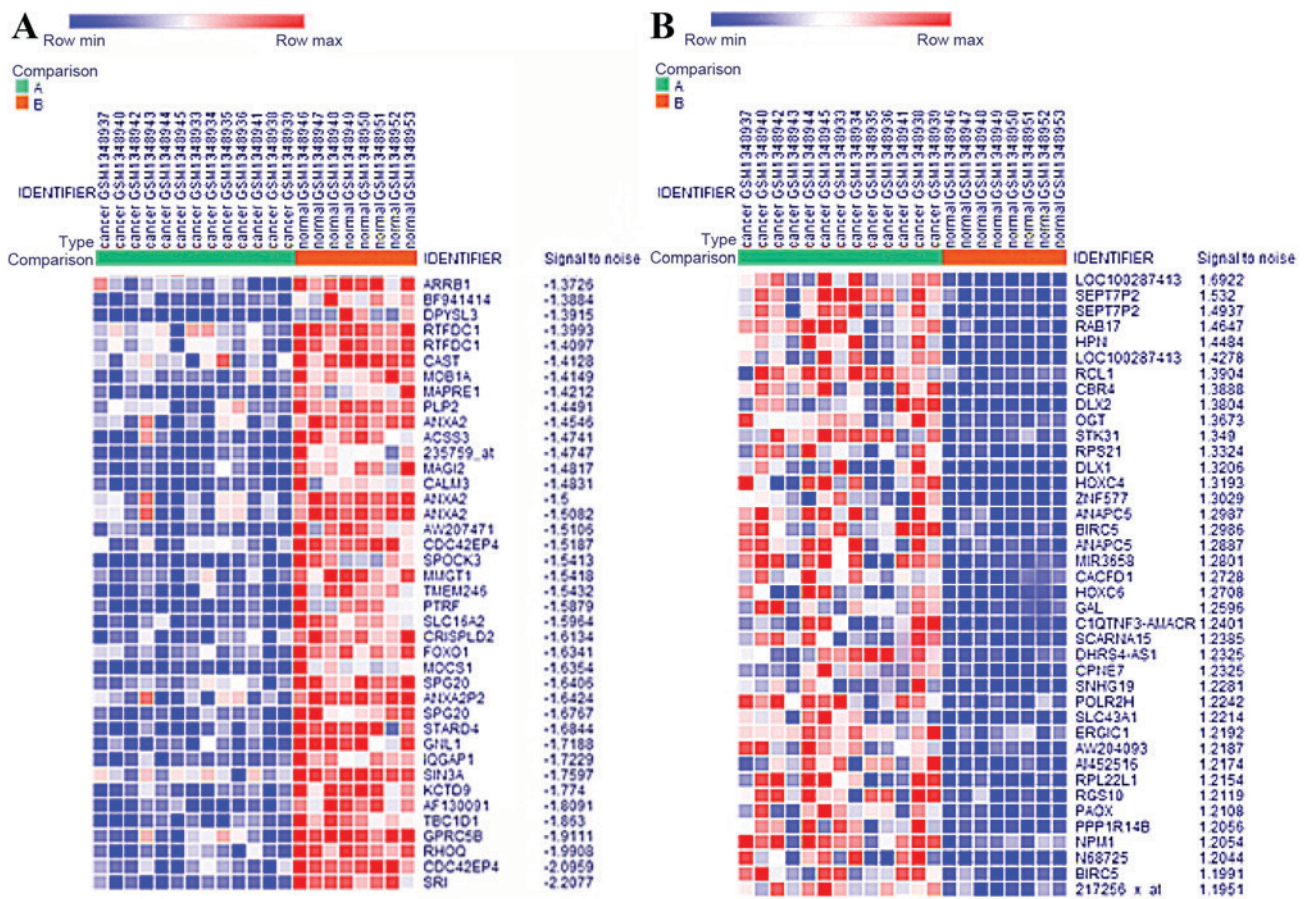 A
Row min Row max
Comparison
A
B
IDENTIFIER
cancer GSM1348937
cancer GSM1348940
cancer GSM1348942
cancer GSM1348943
cancer GSM1348944
cancer GSM1348945
cancer GSM1348933
cancer GSM1348934
cancer GSM1348935
cancer GSM1348936
cancer GSM1348941
cancer GSM1348938
cancer GSM1348939
normal GSM1348946
normal GSM1348947
normal GSM1348948
normal GSM1348949
normal GSM1348950
normal GSM1348951
normal GSM1348952
normal GSM1348953
Type
Comparison IDENTIFIER Signal to noise
ARRB1 -1.3726
BF941414 -1.3884
DPYSL3 -1.3915
RTFDC1 -1.3993
RTFDC1 -1.4097
CAST -1.4128
MOB1A -1.4149
MAPRE1 -1.4212
PLP2 -1.4491
ANXA2 -1.4546
ACSS3 -1.4741
235759_at -1.4747
MAGI2 -1.4817
CALM3 -1.4831
ANXA2 -1.5
ANXA2 -1.5082
AW207471 -1.5106
CDC42EP4 -1.5187
SPOCK3 -1.5413
MMGT1 -1.5418
TMEM246 -1.5432
PTRF -1.5879
SLC16A2 -1.5964
CRISPLD2 -1.6134
FOXO1 -1.6341
MOCS1 -1.6354
SPG20 -1.6406
ANXA2P2 -1.6424
SPG20 -1.6767
STARD4 -1.6844
GNL1 -1.7188
IQGAP1 -1.7229
SIN3A -1.7597
KCTD9 -1.774
AF130091 -1.8091
TBC1D1 -1.863
GPRC5B -1.9111
RHOQ -1.9908
CDC42EP4 -2.0959
SRI -2.2077
B
Row min Row max
Comparison
A
B
IDENTIFIER
cancer GSM1348937
cancer GSM1348940
cancer GSM1348942
cancer GSM1348943
cancer GSM1348944
cancer GSM1348945
cancer GSM1348933
cancer GSM1348934
cancer GSM1348935
cancer GSM1348936
cancer GSM1348941
cancer GSM1348938
cancer GSM1348939
normal GSM1348946
normal GSM1348947
normal GSM1348948
normal GSM1348949
normal GSM1348950
normal GSM1348951
normal GSM1348952
normal GSM1348953
Type
Comparison IDENTIFIER Signal to noise
LOC100287413 1.6922
SEPT7P2 1.532
SEPT7P2 1.4937
RAB17 1.4647
HPN 1.4484
LOC100287413 1.4278
RCL1 1.3904
CBR4 1.3888
DLX2 1.3804
OGT 1.3673
STK31 1.349
RPS21 1.3324
DLX1 1.3206
HOXC4 1.3193
ZNF577 1.3029
ANAPC5 1.2987
BIRC5 1.2986
ANAPC5 1.2887
MIR3658 1.2801
CACFD1 1.2728
HOXC6 1.2708
GAL 1.2596
C1QTNF3-AMACR 1.2401
SCARNA15 1.2385
DHRS4-AS1 1.2325
CPNE7 1.2325
SNHG19 1.2281
POLR2H 1.2242
SLC43A1 1.2214
ERGIC1 1.2192
AW204093 1.2187
AI452516 1.2174
RPL22L1 1.2154
RGS10 1.2119
PAOX 1.2108
PPP1R14B 1.2056
NPM1 1.2054
N68725 1.2044
BIRC5 1.1991
217256_x_at 1.1951